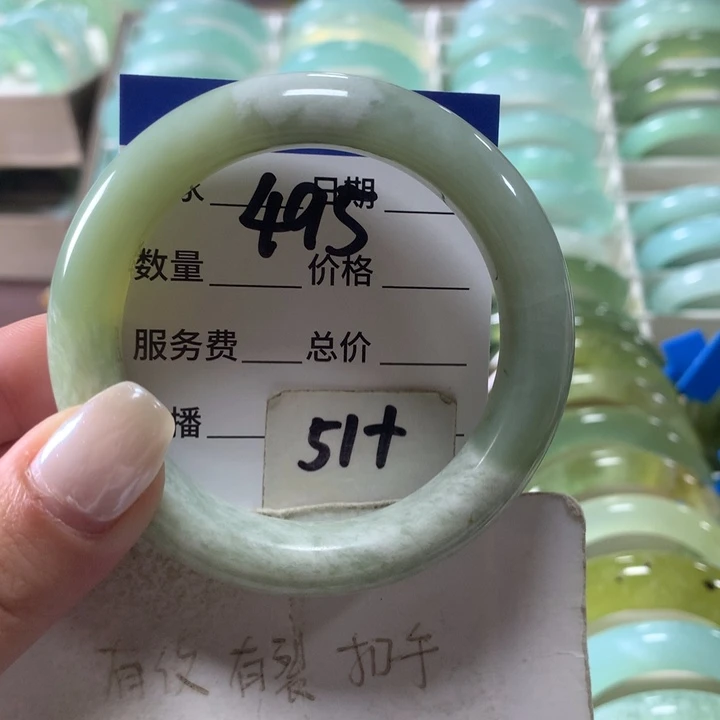 495
日期
数量 价格
服务费 总价
播
51+
有纹 有裂 扣手